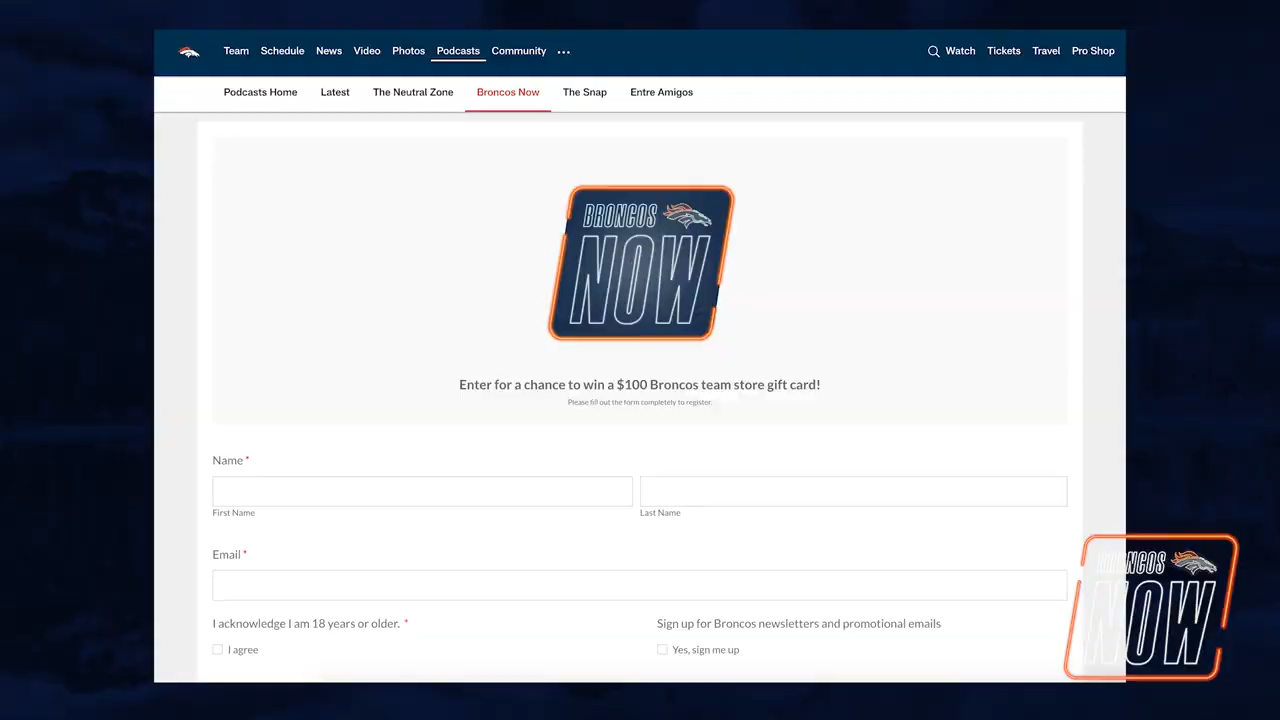 Team Schedule News Video Photos Podcasts Community ... Watch Tickets Travel Pro Shop
Podcasts Home Latest The Neutral Zone Broncos Now The Snap Entre Amigos
BRONCOS
NOW
Enter for a chance to win a $100 Broncos team store gift card!
Please fill out the form completely to register.
Name *
First Name Last Name
Email *
I acknowledge I am 18 years or older. * Sign up for Broncos newsletters and promotional emails
I agree Yes, sign me up
BRONCOS
NOW